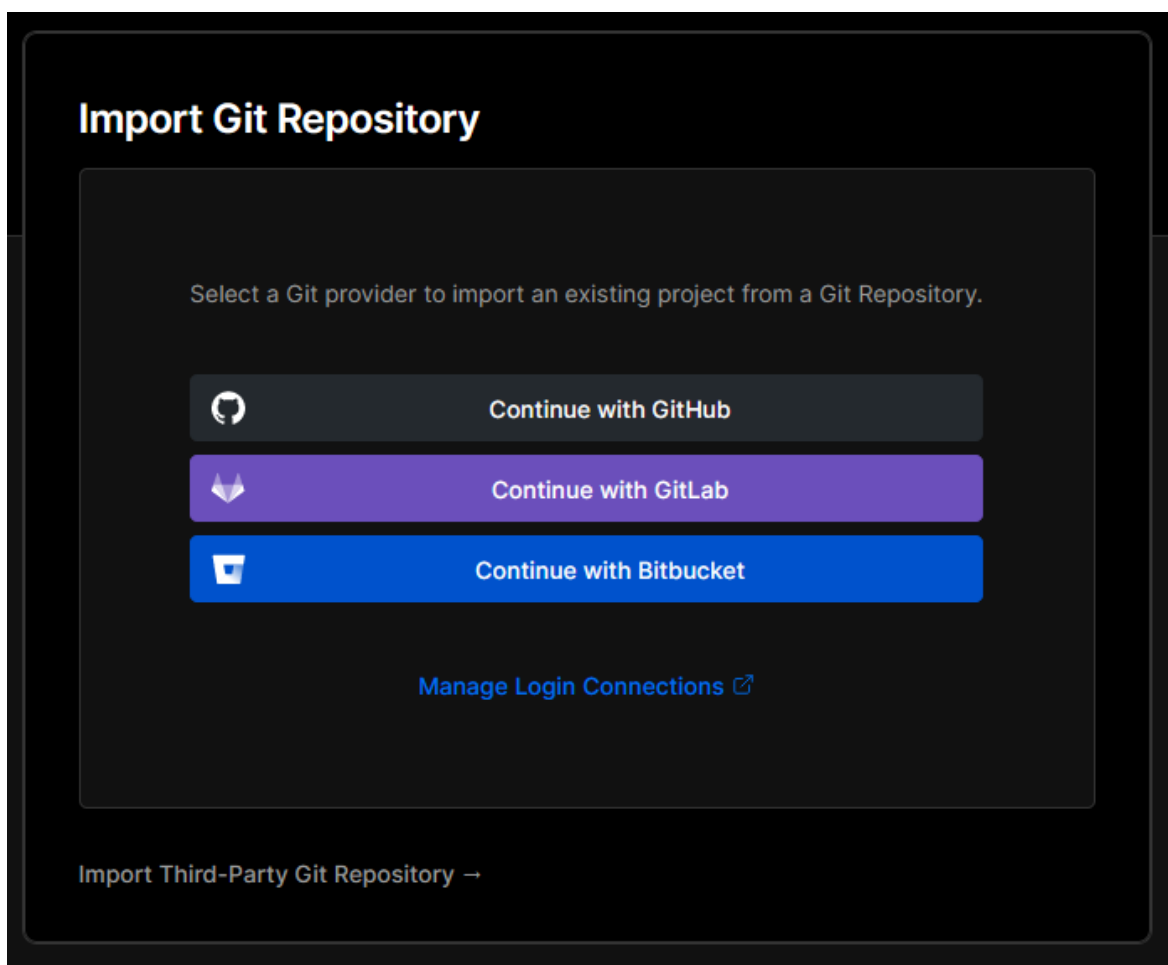 Import Git Repository
Select a Git provider to import an existing project from a Git Repository.
Continue with GitHub
Continue with GitLab
Continue with Bitbucket
Manage Login Connections
Import Third-Party Git Repository →